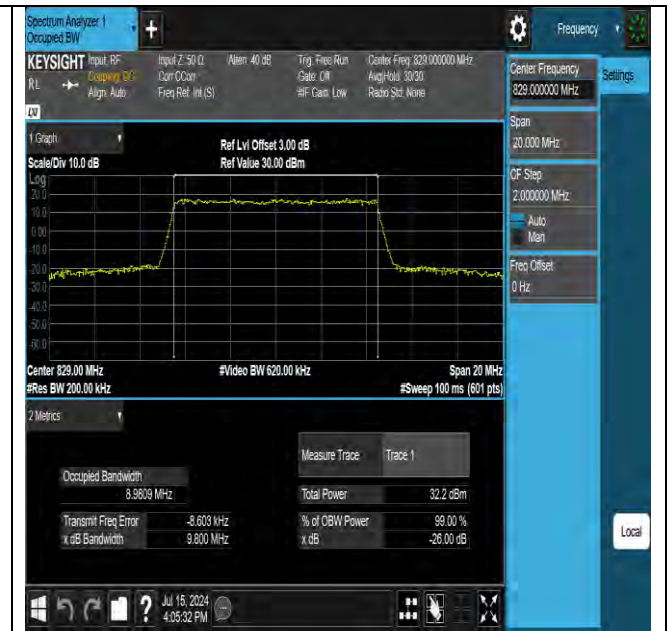 Spectrum Analyzer 1
Occupied BW
+
Frequency
KEYSIGHT
RL
Input: RF
Coupling: DC
Align: Auto
Input Z: 50 Ω
Corr CCorr
Freq Ref: Int (S)
Atten: 40 dB
Trig: Free Run
Gate: Off
#IF Gain: Low
Center Freq: 829.000000 MHz
Avg|Hold: 30/30
Radio Std: None
LXI
Center Frequency
829.000000 MHz
Settings
Span
20.000 MHz
CF Step
2.000000 MHz
Auto
Man
Freq Offset
0 Hz
1 Graph
Scale/Div 10.0 dB
Ref Lvl Offset 3.00 dB
Ref Value 30.00 dBm
Log
20.0
10.0
0.00
-10.0
-20.0
-30.0
-40.0
-50.0
-60.0
Center 829.00 MHz
#Res BW 200.00 kHz
#Video BW 620.00 kHz
Span 20 MHz
#Sweep 100 ms (601 pts)
2 Metrics
Measure Trace
Trace 1
Occupied Bandwidth
8.9809 MHz
Total Power
32.2 dBm
Transmit Freq Error
-8.603 kHz
% of OBW Power
99.00 %
x dB Bandwidth
9.800 MHz
x dB
-26.00 dB
Local
?
Jul 15, 2024
4:05:32 PM